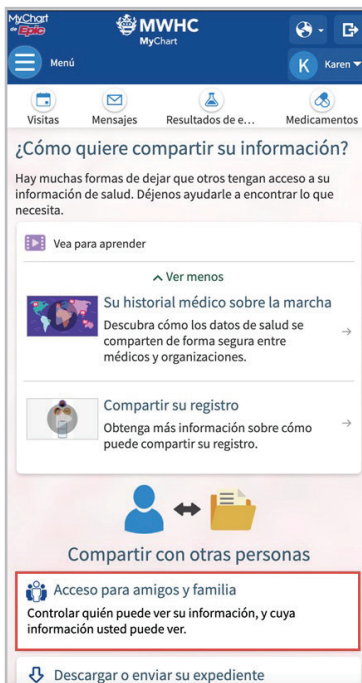 MyChart
de Epic
MWHC
MyChart
Menú
K Karen
Visitas Mensajes Resultados de e... Medicamentos
¿Cómo quiere compartir su información?
Hay muchas formas de dejar que otros tengan acceso a su
información de salud. Déjenos ayudarle a encontrar lo que
necesita.
Vea para aprender
Ver menos
Su historial médico sobre la marcha
Descubra cómo los datos de salud se
comparten de forma segura entre
médicos y organizaciones.
Compartir su registro
Obtenga más información sobre cómo
puede compartir su registro.
Compartir con otras personas
Acceso para amigos y familia
Controlar quién puede ver su información, y cuya
información usted puede ver.
Descargar o enviar su expediente